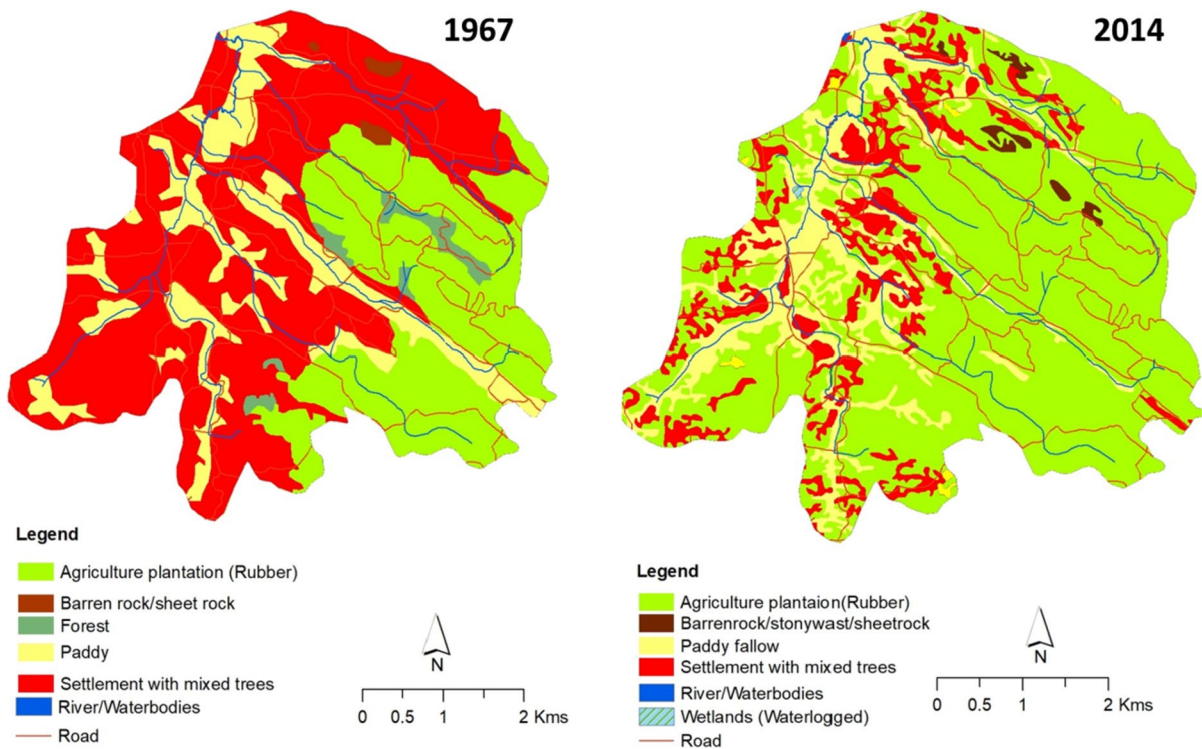 1967
Legend
Agriculture plantation (Rubber)
Barren rock/sheet rock
Forest
Paddy
Settlement with mixed trees
River/Waterbodies
Road
N
0 0.5 1 2 Kms
2014
Legend
Agriculture plantaion(Rubber)
Barrenrock/stonywast/sheetrock
Paddy fallow
Settlement with mixed trees
River/Waterbodies
Wetlands (Waterlogged)
Road
N
0 0.5 1 2 Kms